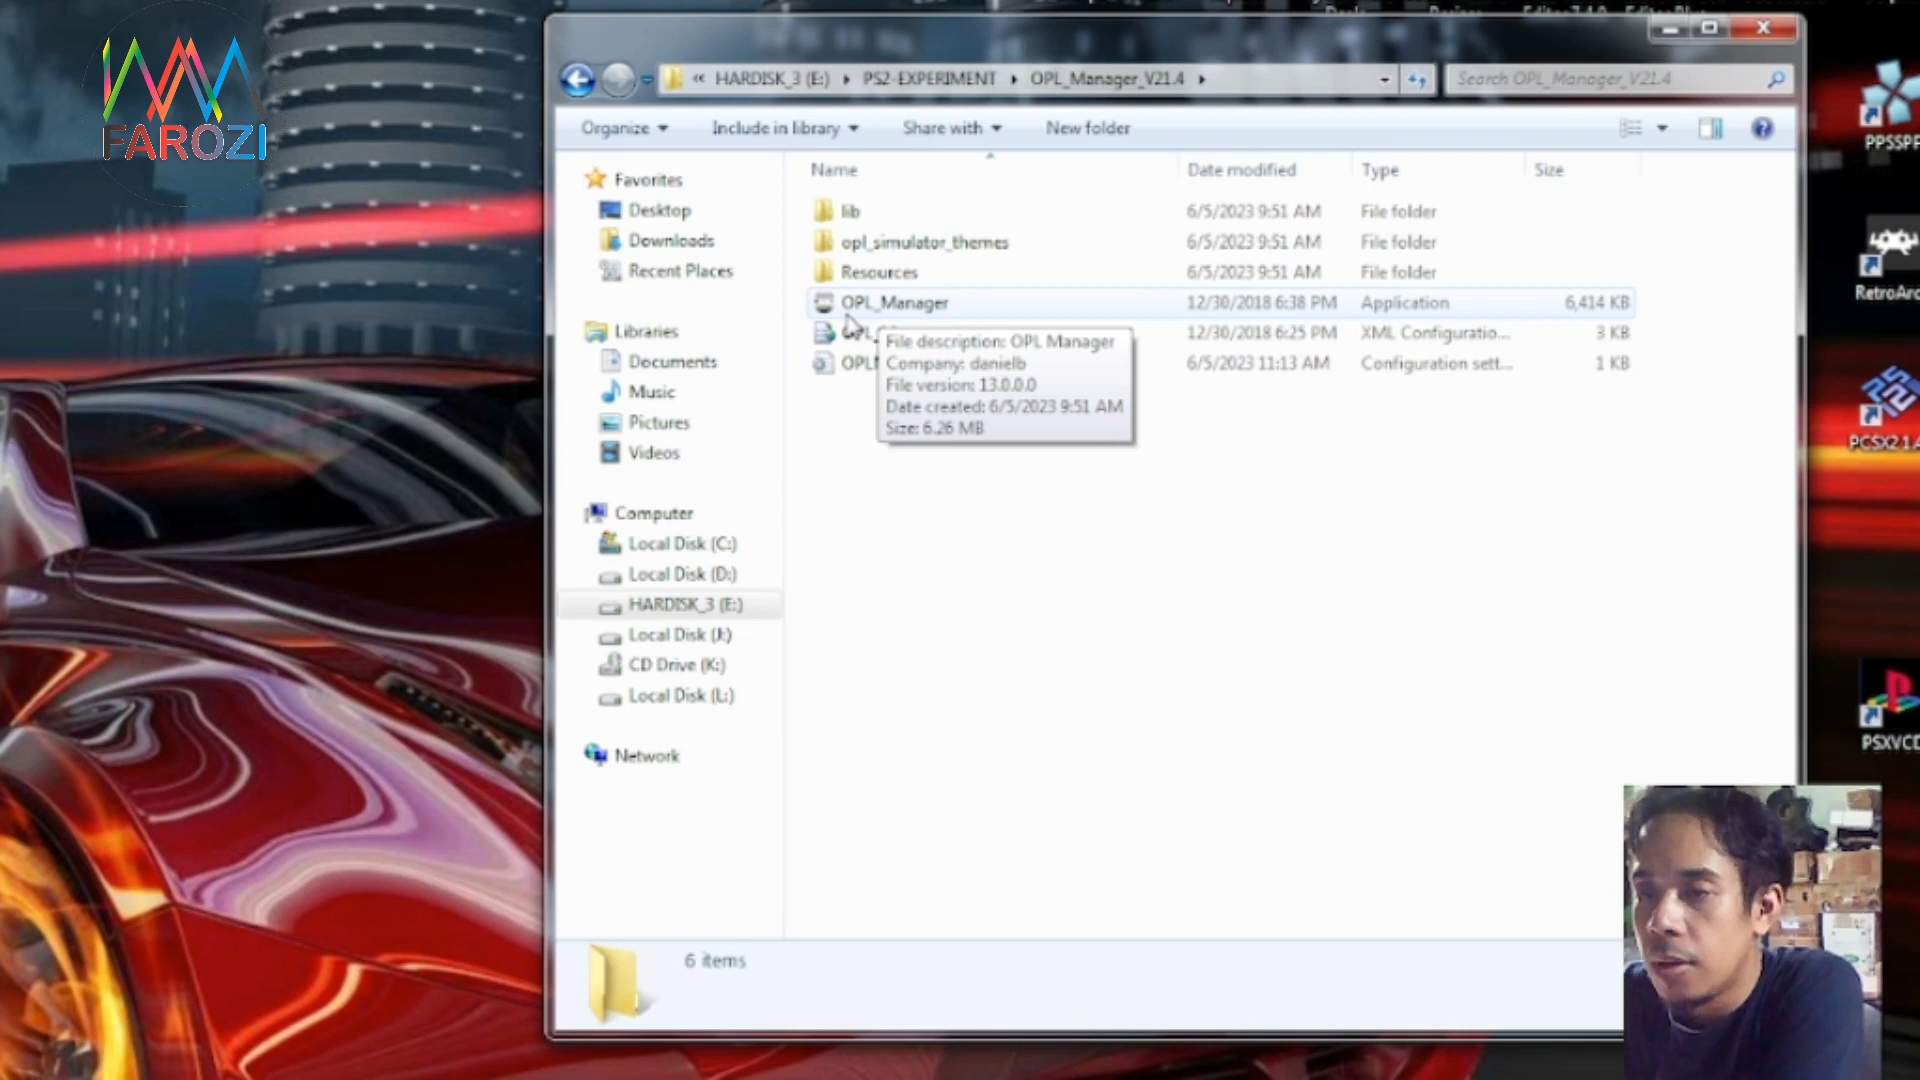 FAROZI
« HARDISK_3 (E:) ▸ PS2-EXPERIMENT ▸ OPL_Manager_V21.4 ▸
Search OPL_Manager_V21.4
Organize
Include in library
Share with
New folder
Name
Date modified
Type
Size
Favorites
Desktop
Downloads
Recent Places
Libraries
Documents
Music
Pictures
Videos
Computer
Local Disk (C:)
Local Disk (D:)
HARDISK_3 (E:)
Local Disk (J:)
CD Drive (K:)
Local Disk (L:)
Network
lib 6/5/2023 9:51 AM File folder
opl_simulator_themes 6/5/2023 9:51 AM File folder
Resources 6/5/2023 9:51 AM File folder
OPL_Manager 12/30/2018 6:38 PM Application 6,414 KB
OPL_ 12/30/2018 6:25 PM XML Configuratio... 3 KB
OPL 6/5/2023 11:13 AM Configuration sett... 1 KB
File description: OPL Manager
Company: danielb
File version: 13.0.0.0
Date created: 6/5/2023 9:51 AM
Size: 6.26 MB
6 items
PPSSPP
RetroArc
PCSX2.1.4
PSXVCD